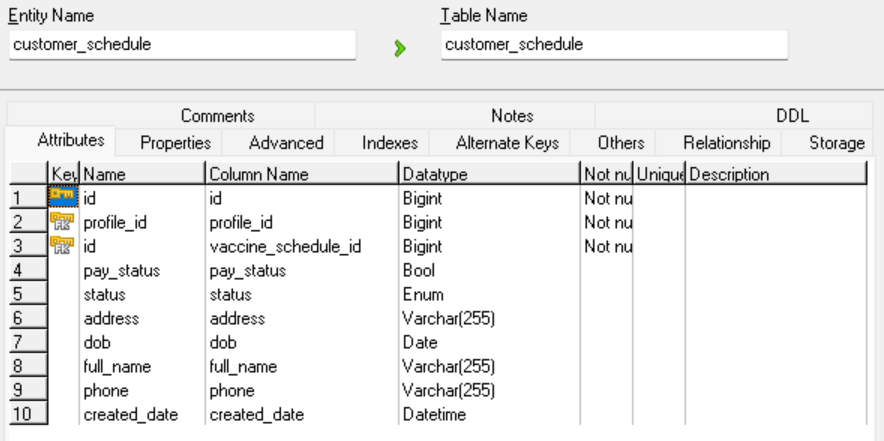 Entity Name Table Name
customer_schedule customer_schedule
Comments Notes DDL
Attributes Properties Advanced Indexes Alternate Keys Others Relationship Storage
Key Name Column Name Datatype Not nu Unique Description
1 id id Bigint Not nu
2 FK profile_id profile_id Bigint Not nu
3 FK id vaccine_schedule_id Bigint Not nu
4 pay_status pay_status Bool
5 status status Enum
6 address address Varchar(255)
7 dob dob Date
8 full_name full_name Varchar(255)
9 phone phone Varchar(255)
10 created_date created_date Datetime